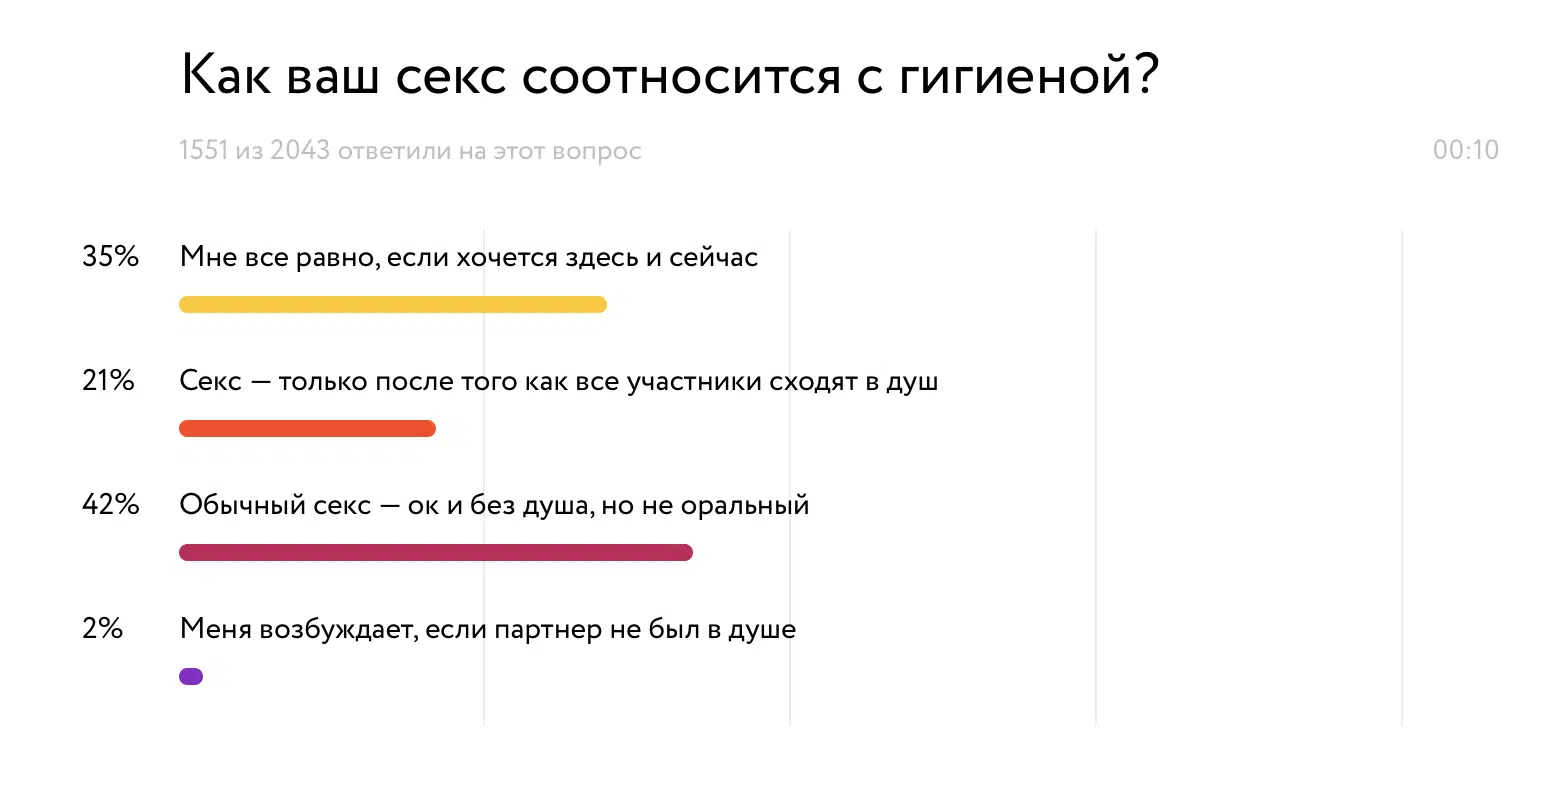 Как ваш секс соотносится с гигиеной?
1551 из 2043 ответили на этот вопрос 00:10
35% Мне все равно, если хочется здесь и сейчас
21% Секс — только после того как все участники сходят в душ
42% Обычный секс — ок и без душа, но не оральный
2% Меня возбуждает, если партнер не был в душе